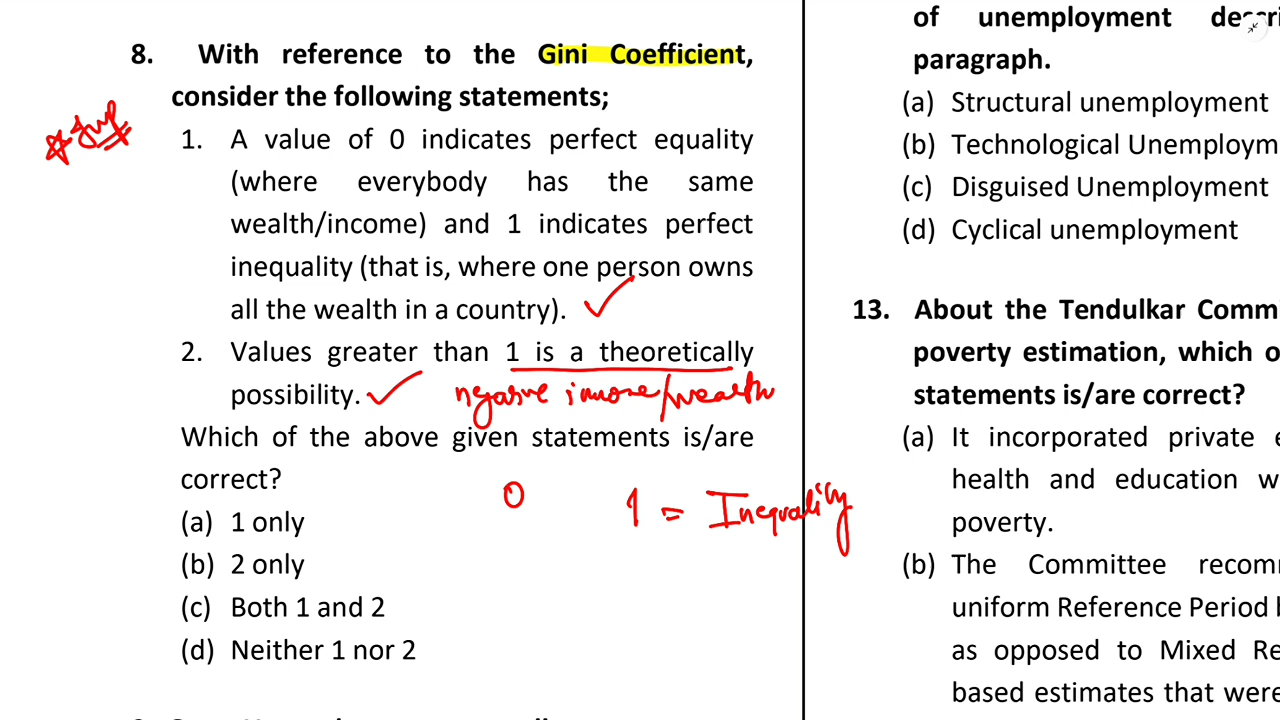 8. With reference to the Gini Coefficient,
consider the following statements;
Imp
1. A value of 0 indicates perfect equality
(where everybody has the same
wealth/income) and 1 indicates perfect
inequality (that is, where one person owns
all the wealth in a country).
2. Values greater than 1 is a theoretically
possibility.
/wealth
Which of the above given statements is/are
correct?
0 1 = Inequality
(a) 1 only
(b) 2 only
(c) Both 1 and 2
(d) Neither 1 nor 2
of unemployment
paragraph.
(a) Structural unemployment
(b) Technological Unemploym
(c) Disguised Unemployment
(d) Cyclical unemployment
13. About the Tendulkar Comm
poverty estimation, which o
statements is/are correct?
(a) It incorporated private e
health and education w
poverty.
(b) The Committee recom
uniform Reference Period b
as opposed to Mixed Re
based estimates that were